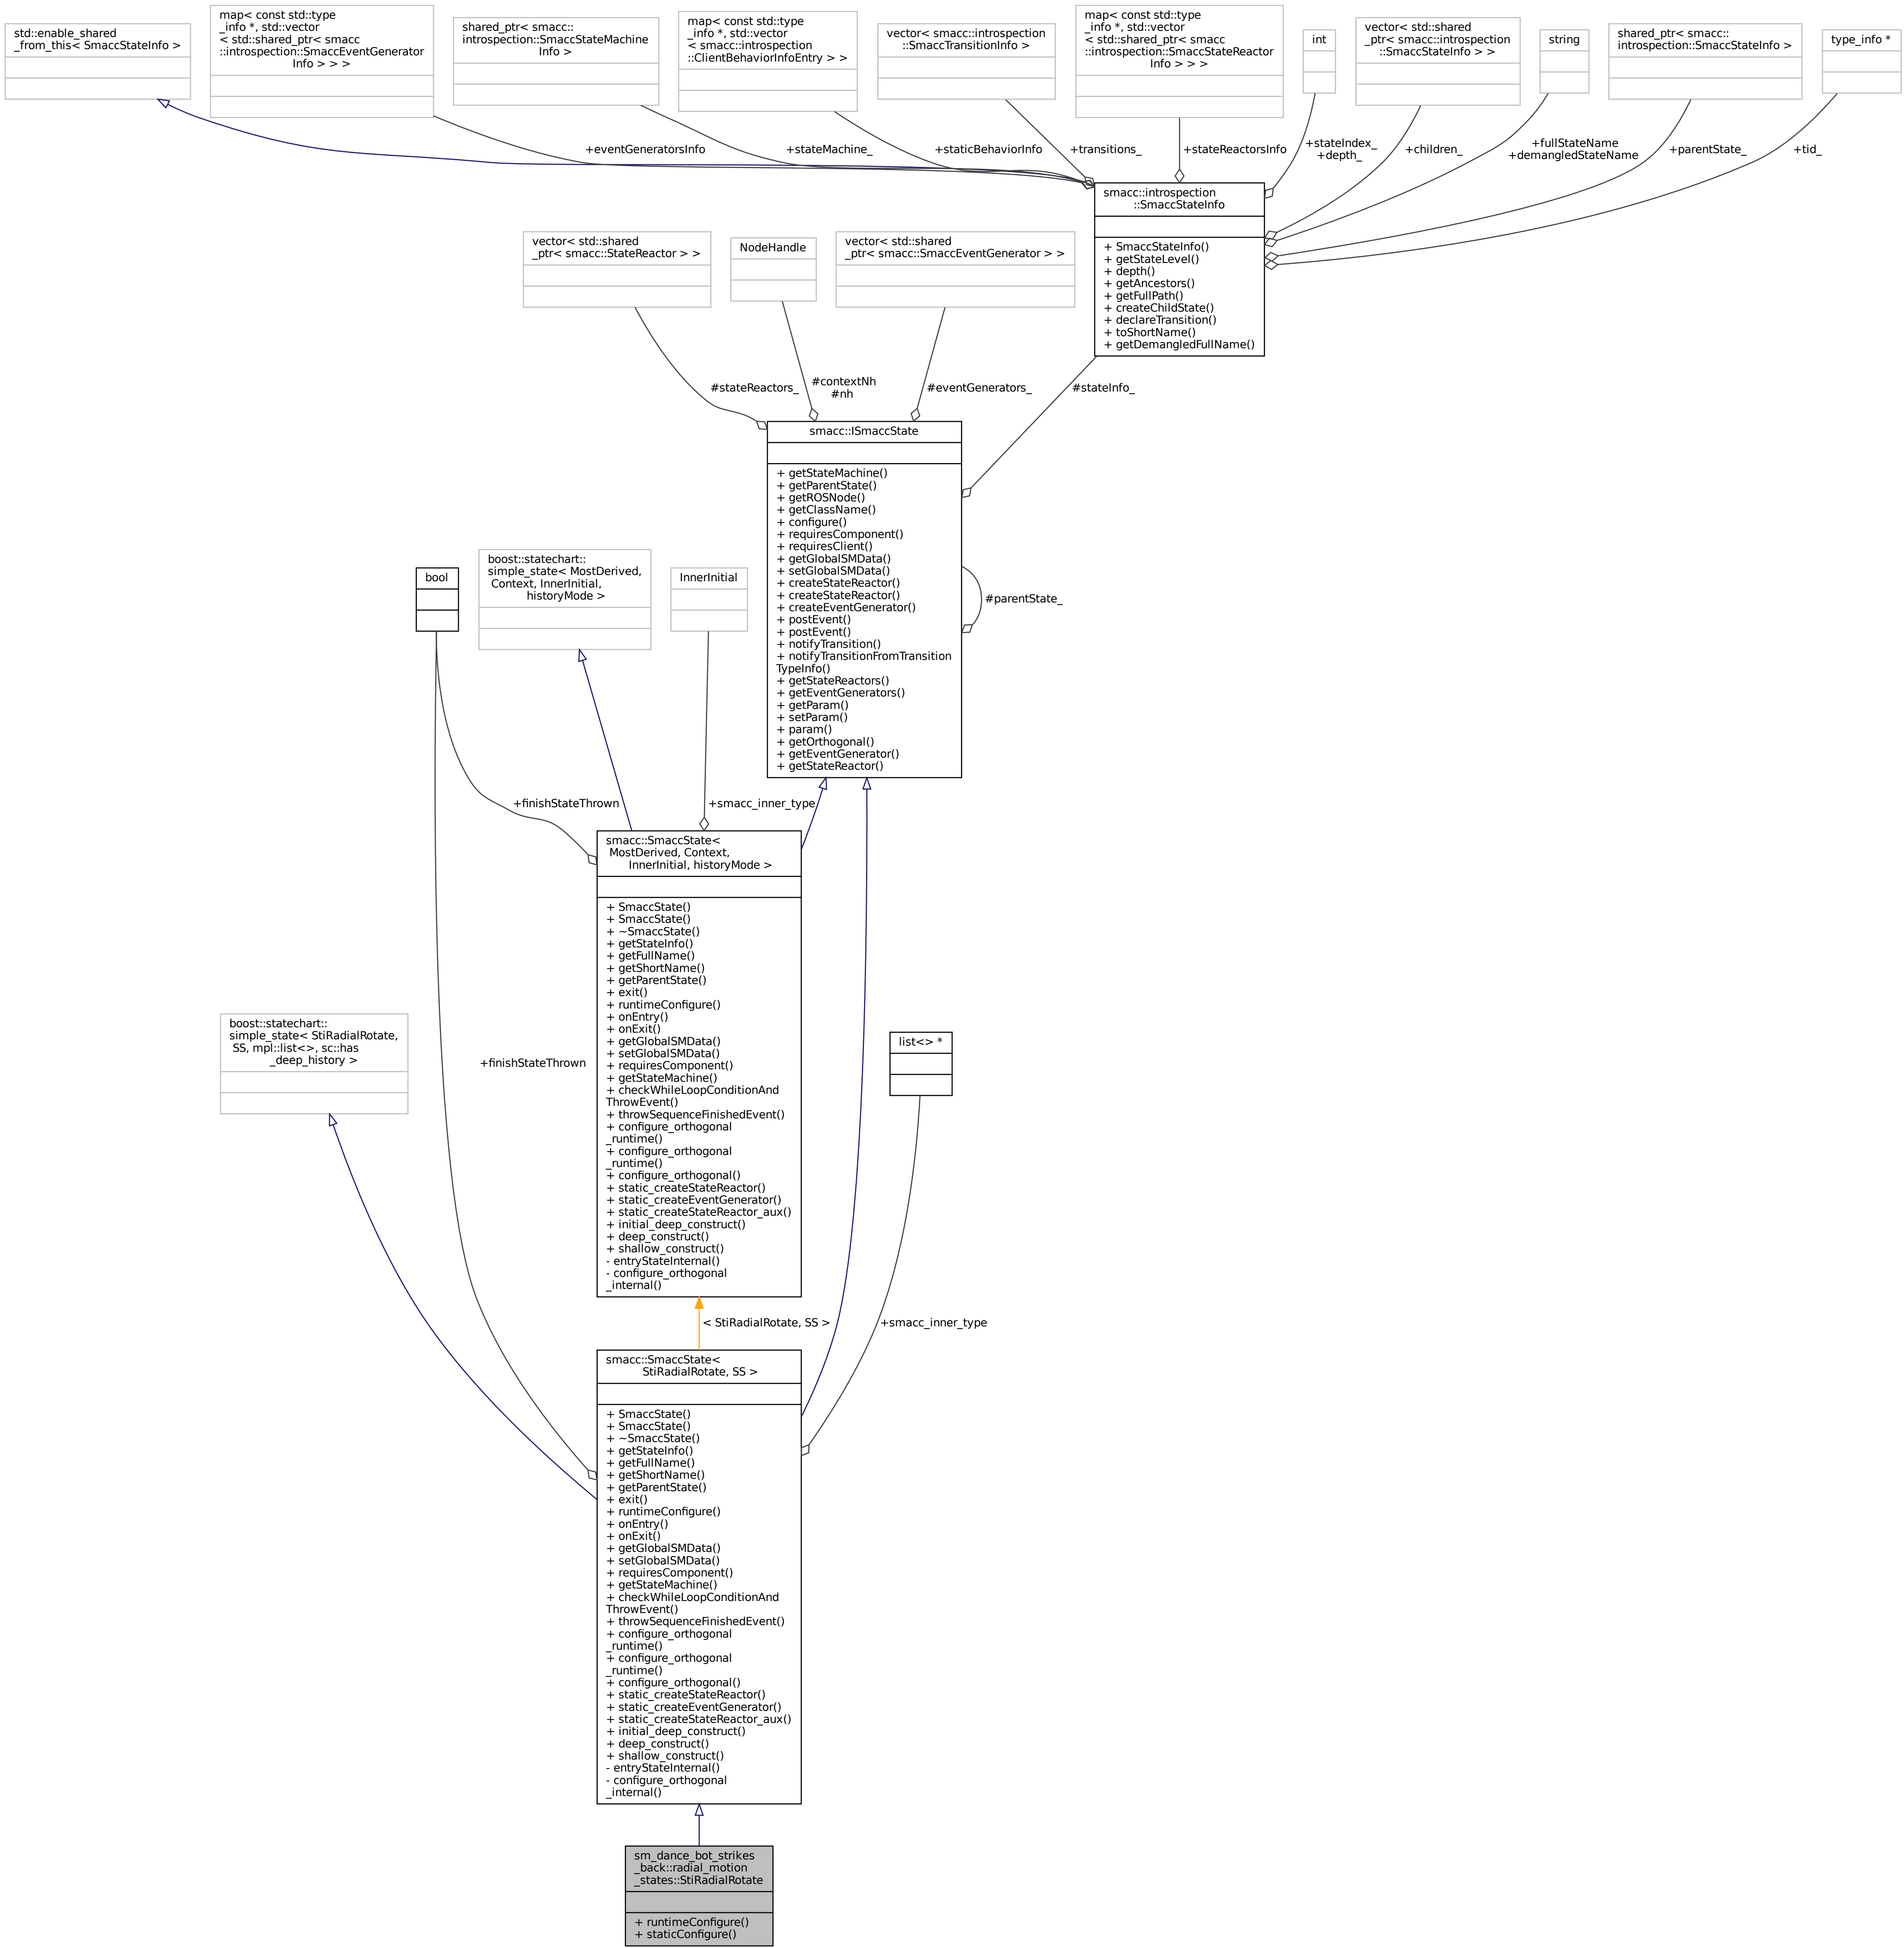 std::enable_shared
_from_this< SmaccStateInfo >
map< const std::type
_info *, std::vector
< std::shared_ptr< smacc
::introspection::SmaccEventGenerator
Info > > >
shared_ptr< smacc::
introspection::SmaccStateMachine
Info >
map< const std::type
_info *, std::vector
< smacc::introspection
::ClientBehaviorInfoEntry > >
vector< smacc::introspection
::SmaccTransitionInfo >
map< const std::type
_info *, std::vector
< std::shared_ptr< smacc
::introspection::SmaccStateReactor
Info > > >
int
vector< std::shared
_ptr< smacc::introspection
::SmaccStateInfo > >
string
shared_ptr< smacc::
introspection::SmaccStateInfo >
type_info *
+eventGeneratorsInfo
+stateMachine_
+staticBehaviorInfo
+transitions_
+stateReactorsInfo
+stateIndex_
+depth_
+children_
+fullStateName
+demangledStateName
+parentState_
+tid_
smacc::introspection
::SmaccStateInfo
+ SmaccStateInfo()
+ getStateLevel()
+ depth()
+ getAncestors()
+ getFullPath()
+ createChildState()
+ declareTransition()
+ toShortName()
+ getDemangledFullName()
vector< std::shared
_ptr< smacc::StateReactor > >
NodeHandle
vector< std::shared
_ptr< smacc::SmaccEventGenerator > >
#stateReactors_
#contextNh
#nh
#eventGenerators_
#stateInfo_
smacc::ISmaccState
+ getStateMachine()
+ getParentState()
+ getROSNode()
+ getClassName()
+ configure()
+ requiresComponent()
+ requiresClient()
+ getGlobalSMData()
+ setGlobalSMData()
+ createStateReactor()
+ createStateReactor()
+ createEventGenerator()
+ postEvent()
+ postEvent()
+ notifyTransition()
+ notifyTransitionFromTransition
TypeInfo()
+ getStateReactors()
+ getEventGenerators()
+ getParam()
+ setParam()
+ param()
+ getOrthogonal()
+ getEventGenerator()
+ getStateReactor()
#parentState_
bool
boost::statechart::
simple_state< MostDerived,
Context, InnerInitial,
historyMode >
InnerInitial
+finishStateThrown
+smacc_inner_type
smacc::SmaccState<
MostDerived, Context,
InnerInitial, historyMode >
+ SmaccState()
+ SmaccState()
+ ~SmaccState()
+ getStateInfo()
+ getFullName()
+ getShortName()
+ getParentState()
+ exit()
+ runtimeConfigure()
+ onEntry()
+ onExit()
+ getGlobalSMData()
+ setGlobalSMData()
+ requiresComponent()
+ getStateMachine()
+ checkWhileLoopConditionAnd
ThrowEvent()
+ throwSequenceFinishedEvent()
+ configure_orthogonal
_runtime()
+ configure_orthogonal
_runtime()
+ configure_orthogonal()
+ static_createStateReactor()
+ static_createEventGenerator()
+ static_createStateReactor_aux()
+ initial_deep_construct()
+ deep_construct()
+ shallow_construct()
- entryStateInternal()
- configure_orthogonal
_internal()
boost::statechart::
simple_state< StiRadialRotate,
SS, mpl::list<>, sc::has
_deep_history >
+finishStateThrown
list<> *
< StiRadialRotate, SS >
+smacc_inner_type
smacc::SmaccState<
StiRadialRotate, SS >
+ SmaccState()
+ SmaccState()
+ ~SmaccState()
+ getStateInfo()
+ getFullName()
+ getShortName()
+ getParentState()
+ exit()
+ runtimeConfigure()
+ onEntry()
+ onExit()
+ getGlobalSMData()
+ setGlobalSMData()
+ requiresComponent()
+ getStateMachine()
+ checkWhileLoopConditionAnd
ThrowEvent()
+ throwSequenceFinishedEvent()
+ configure_orthogonal
_runtime()
+ configure_orthogonal
_runtime()
+ configure_orthogonal()
+ static_createStateReactor()
+ static_createEventGenerator()
+ static_createStateReactor_aux()
+ initial_deep_construct()
+ deep_construct()
+ shallow_construct()
- entryStateInternal()
- configure_orthogonal
_internal()
sm_dance_bot_strikes
_back::radial_motion
_states::StiRadialRotate
+ runtimeConfigure()
+ staticConfigure()